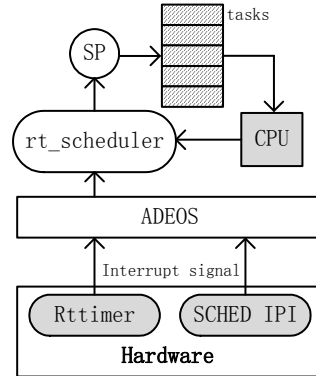 tasks
SP
rt_scheduler
CPU
ADEOS
Interrupt signal
Rttimer
SCHED IPI
Hardware